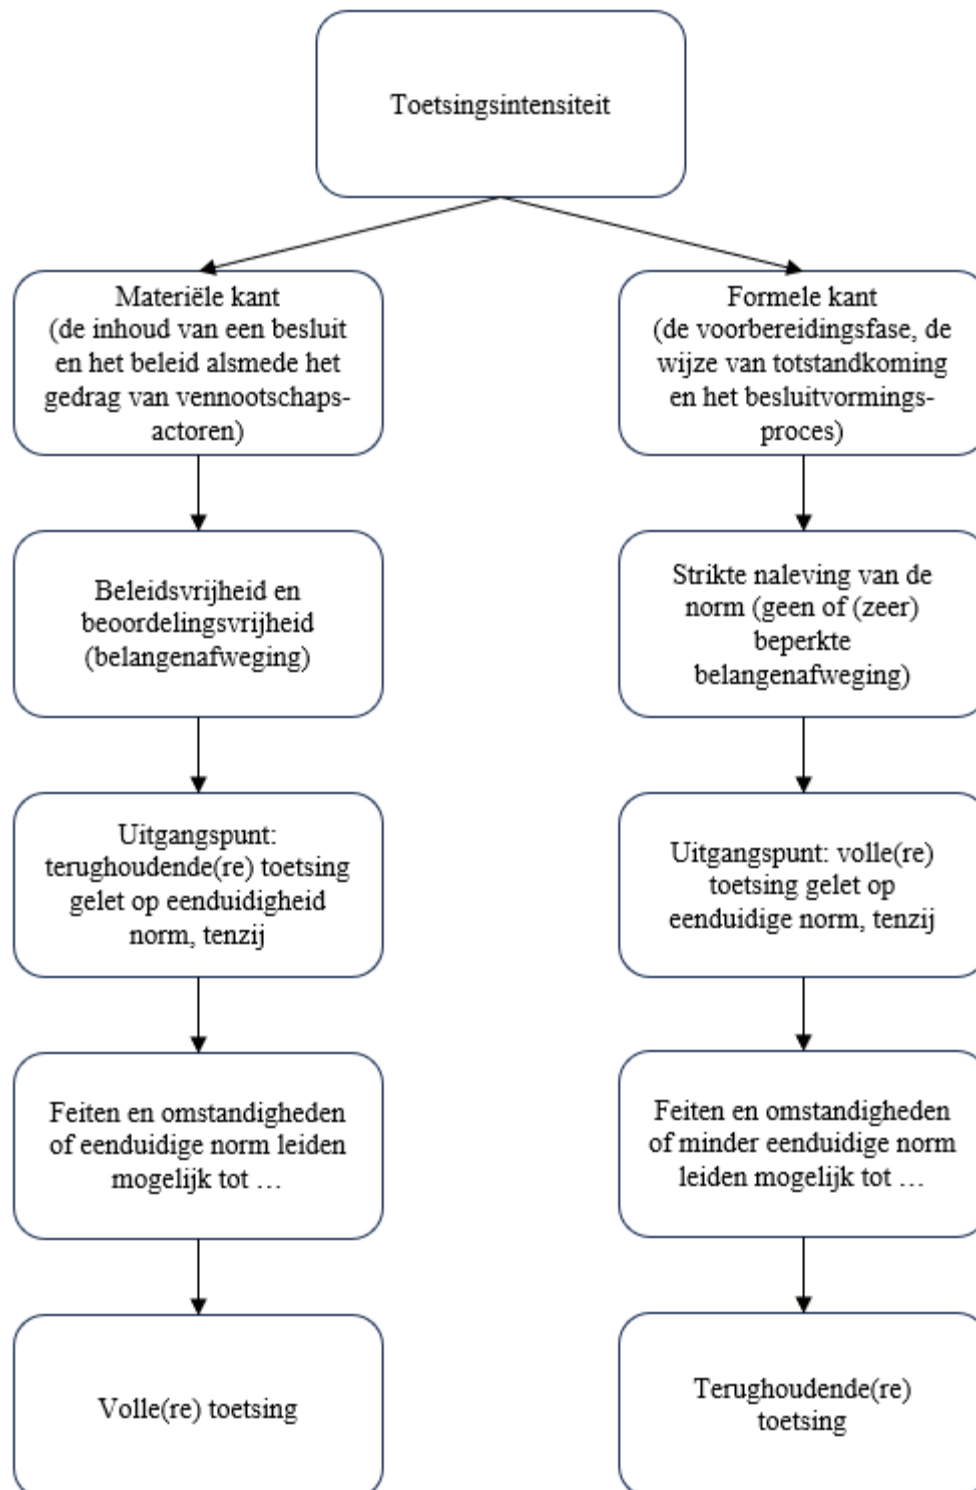 Toetsingsintensiteit
Materiële kant
(de inhoud van een besluit
en het beleid alsmede het
gedrag van vennootschaps-
actoren)
Formele kant
(de voorbereidingsfase, de
wijze van totstandkoming
en het besluitvormings-
proces)
Beleidsvrijheid en
beoordelingsvrijheid
(belangenafweging)
Strikte naleving van de
norm (geen of (zeer)
beperkte
belangenafweging)
Uitgangspunt:
terughoudende(re) toetsing
gelet op eenduidigheid
norm, tenzij
Uitgangspunt: volle(re)
toetsing gelet op
eenduidige norm, tenzij
Feiten en omstandigheden
of eenduidige norm leiden
mogelijk tot …
Feiten en omstandigheden
of minder eenduidige norm
leiden mogelijk tot …
Volle(re) toetsing
Terughoudende(re)
toetsing